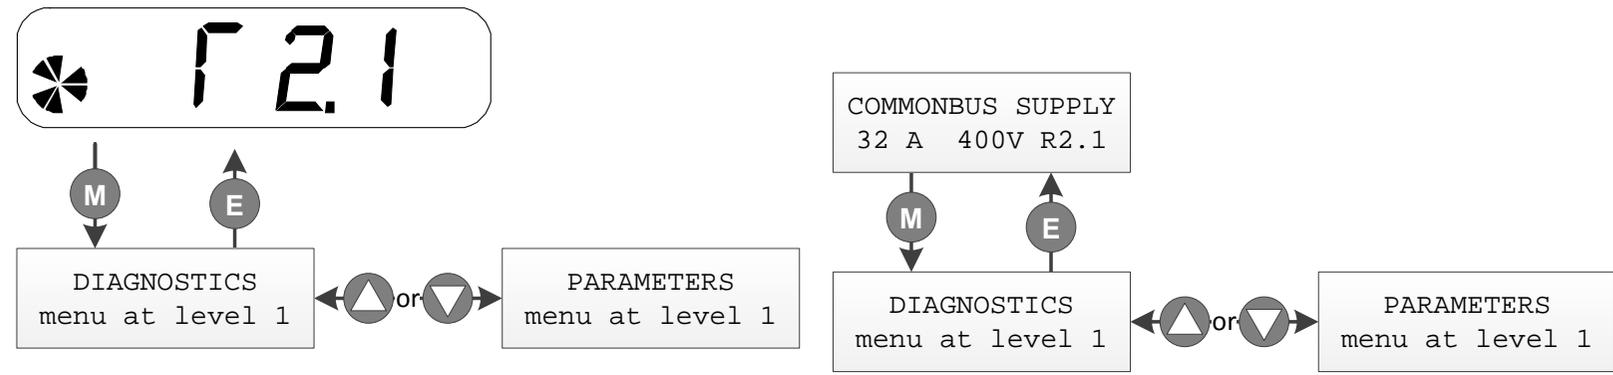 Γ 2.1
M
E
DIAGNOSTICS
menu at level 1
or
PARAMETERS
menu at level 1
COMMONBUS SUPPLY
32 A 400V R2.1
M
E
DIAGNOSTICS
menu at level 1
or
PARAMETERS
menu at level 1